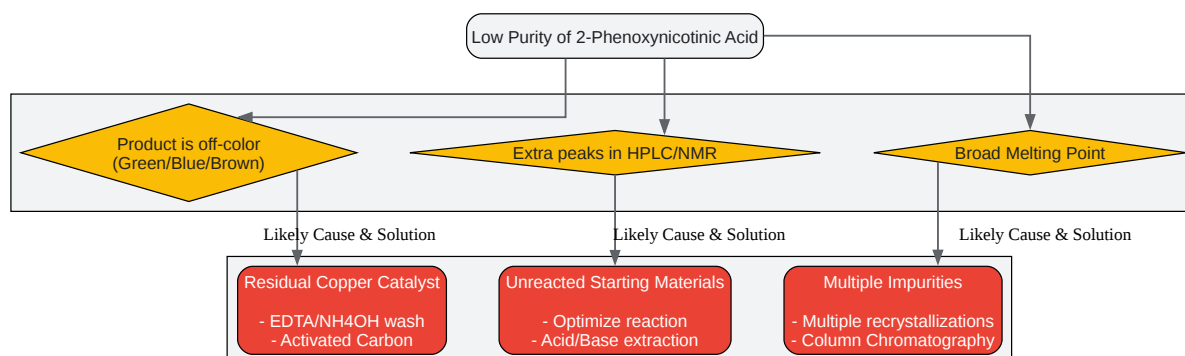 Low Purity of 2-Phenoxynicotinic Acid
Product is off-color
(Green/Blue/Brown)
Extra peaks in HPLC/NMR
Broad Melting Point
Likely Cause & Solution
Likely Cause & Solution
Likely Cause & Solution
Residual Copper Catalyst
- EDTA/NH4OH wash
- Activated Carbon
Unreacted Starting Materials
- Optimize reaction
- Acid/Base extraction
Multiple Impurities
- Multiple recrystallizations
- Column Chromatography